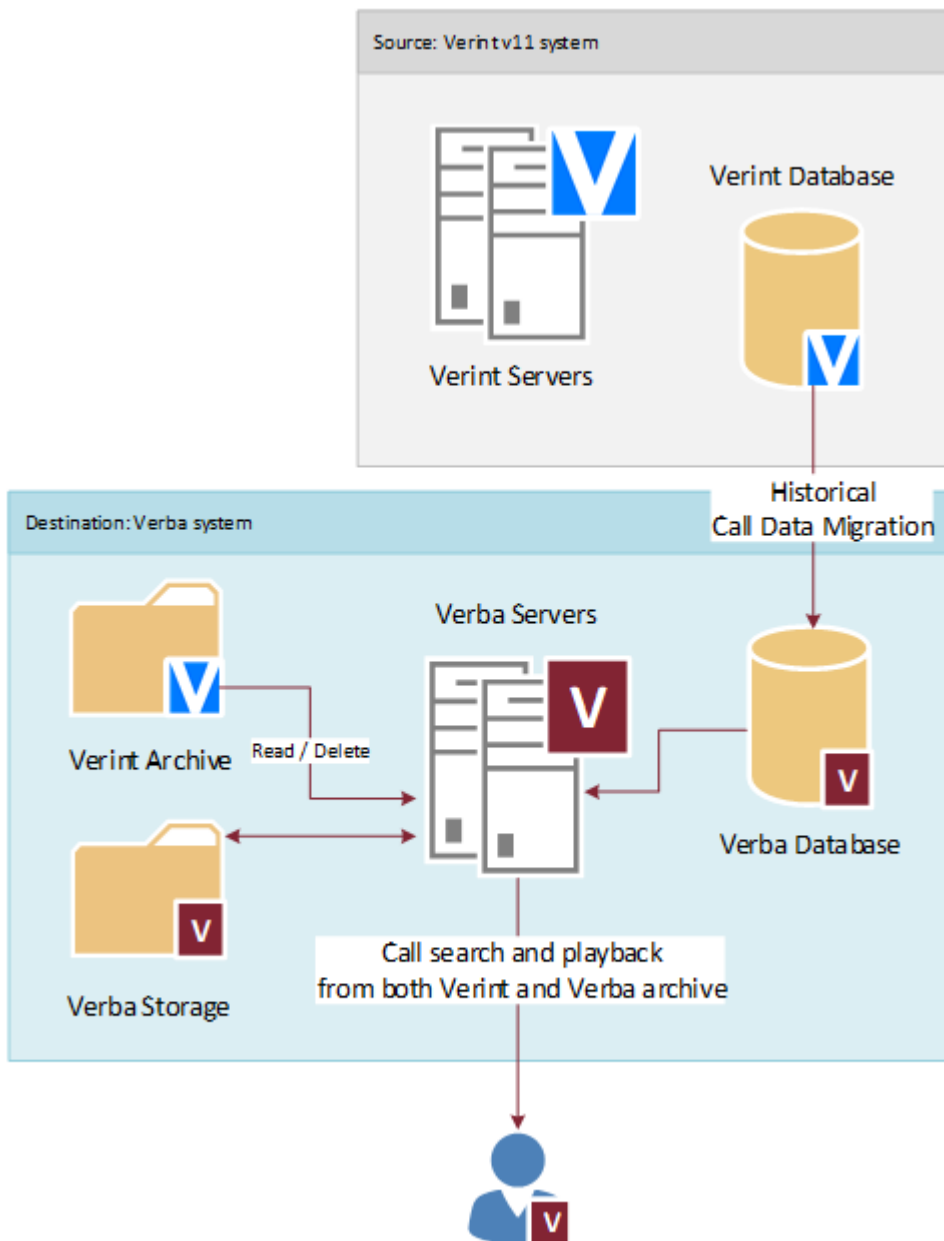 Source: Verint v11 system
V
Verint Database
V
Verint Servers
Historical
Call Data Migration
Destination: Verba system
Verba Servers
V
V
Verint Archive
Read / Delete
V
Verba Database
V
Call search and playback
from both Verint and Verba archive
Verba Storage
V